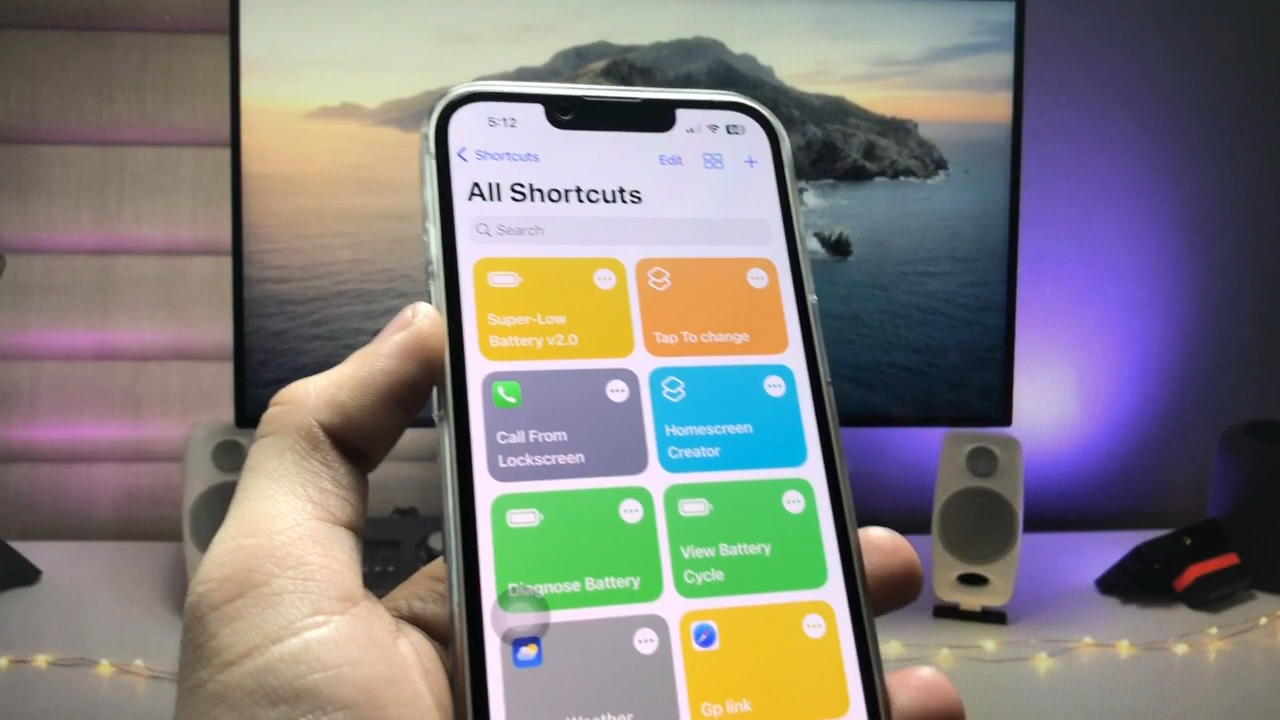 5:12
Shortcuts
Edit
All Shortcuts
Search
Super-Low
Battery v2.0
Tap To change
Call From
Lockscreen
Homescreen
Creator
Diagnose Battery
View Battery
Cycle
Weather
Gp link